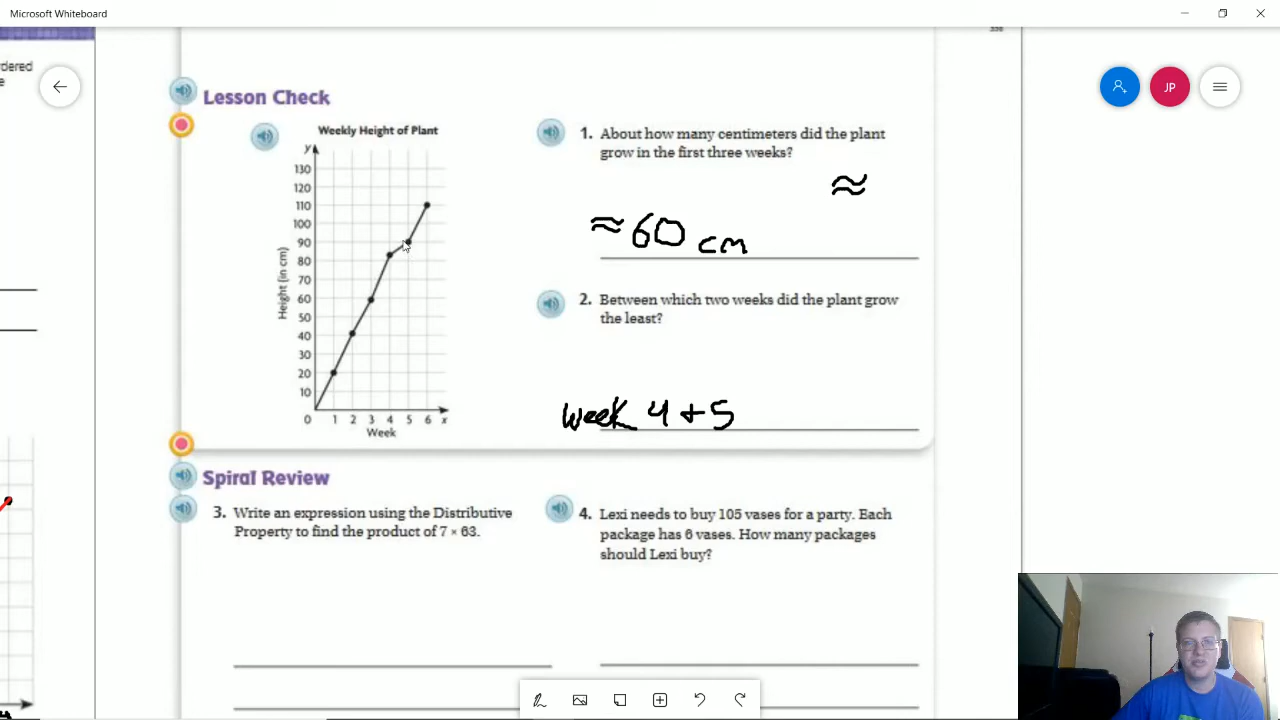 Microsoft Whiteboard
JP
Lesson Check
Weekly Height of Plant
y
130
120
110
100
90
80
70
60
50
40
30
20
10
0 1 2 3 4 5 6 x
Height (in cm)
Week
1. About how many centimeters did the plant
grow in the first three weeks?
≈
≈ 60 cm
2. Between which two weeks did the plant grow
the least?
week 4 + 5
Spiral Review
3. Write an expression using the Distributive
Property to find the product of 7 × 63.
4. Lexi needs to buy 105 vases for a party. Each
package has 6 vases. How many packages
should Lexi buy?